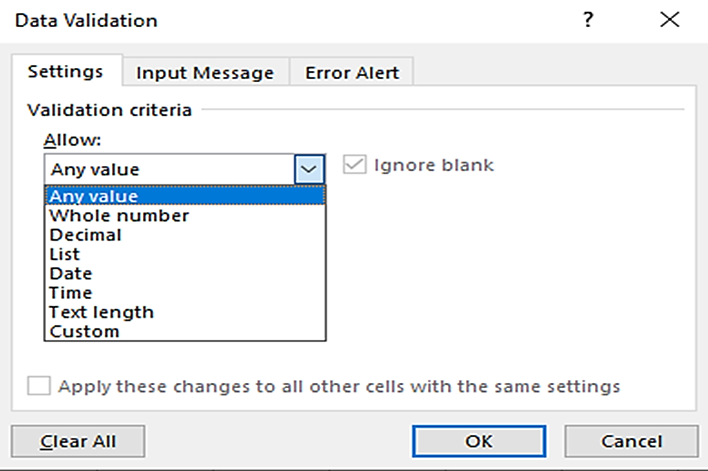 Data Validation ?
Settings Input Message Error Alert
Validation criteria
Allow:
Any value Ignore blank
Any value
Whole number
Decimal
List
Date
Time
Text length
Custom
Apply these changes to all other cells with the same settings
Clear All OK Cancel